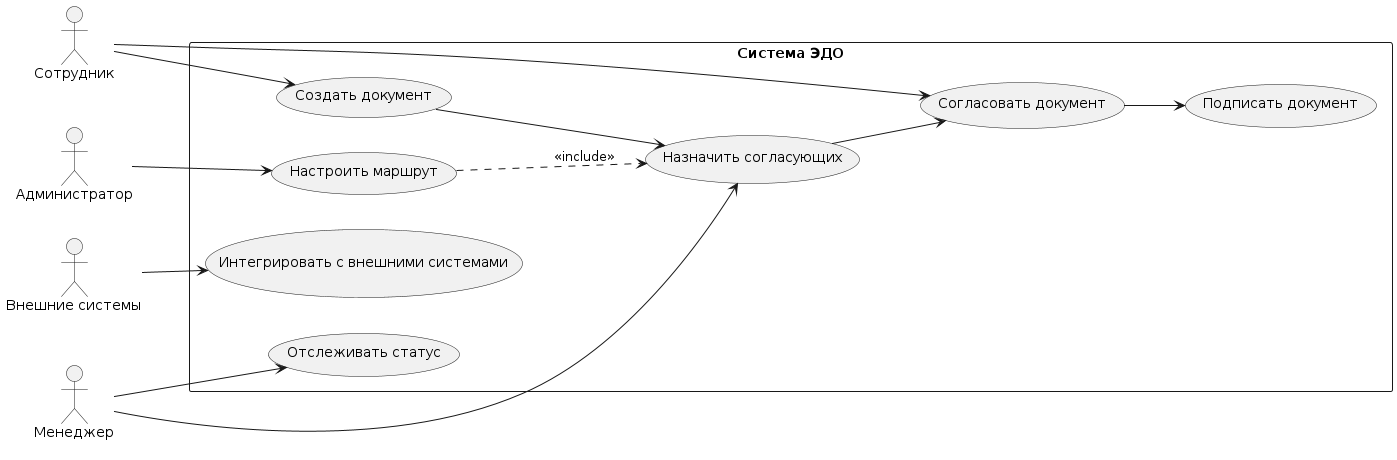 Система ЭДО
Сотрудник
Создать документ
Согласовать документ
Подписать документ
«include»
Назначить согласующих
Администратор
Настроить маршрут
Внешние системы
Интегрировать с внешними системами
Отслеживать статус
Менеджер